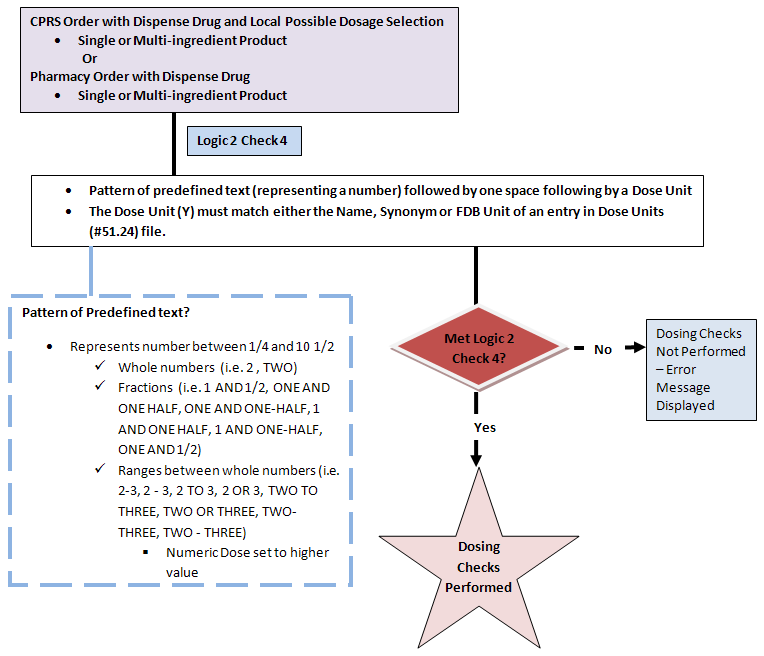 CPRS Order with Dispense Drug and Local Possible Dosage Selection
• Single or Multi-ingredient Product
Or
Pharmacy Order with Dispense Drug
• Single or Multi-ingredient Product
Logic 2 Check 4
• Pattern of predefined text (representing a number) followed by one space following by a Dose Unit
• The Dose Unit (Y) must match either the Name, Synonym or FDB Unit of an entry in Dose Units
(#51.24) file.
Pattern of Predefined text?
• Represents number between 1/4 and 10 1/2
✓ Whole numbers (i.e. 2 , TWO)
✓ Fractions (i.e. 1 AND 1/2, ONE AND
ONE HALF, ONE AND ONE-HALF, 1
AND ONE HALF, 1 AND ONE-HALF,
ONE AND 1/2)
✓ Ranges between whole numbers (i.e.
2-3, 2 - 3, 2 TO 3, 2 OR 3, TWO TO
THREE, TWO OR THREE, TWO-
THREE, TWO - THREE)
▪ Numeric Dose set to higher
value
Met Logic 2
Check 4?
No
Dosing Checks
Not Performed
– Error
Message
Displayed
Yes
Dosing
Checks
Performed